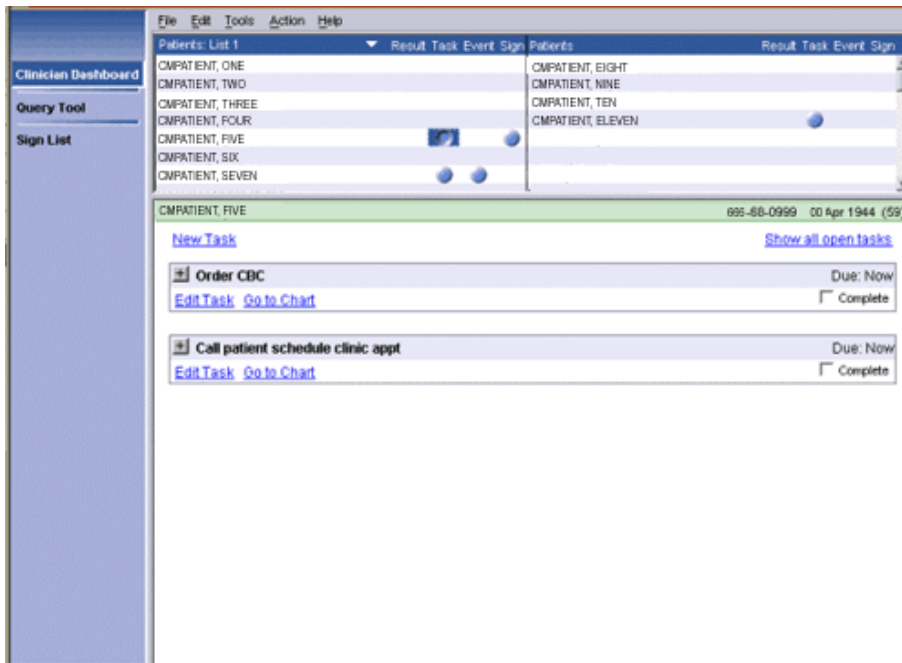 File Edit Tools Action Help
Patients: List 1 Result Task Event Sign Patients Result Task Event Sign
Clinician Dashboard
Query Tool
Sign List
CMPATIENT, ONE
CMPATIENT, TWO
CMPATIENT, THREE
CMPATIENT, FOUR
CMPATIENT, FIVE
CMPATIENT, SIX
CMPATIENT, SEVEN
CMPATIENT, EIGHT
CMPATIENT, NINE
CMPATIENT, TEN
CMPATIENT, ELEVEN
CMPATIENT, FIVE 666-68-0999 00 Apr 1944 (59)
New Task Show all open tasks
Order CBC Due: Now
Edit Task Go to Chart Complete
Call patient schedule clinic appt Due: Now
Edit Task Go to Chart Complete